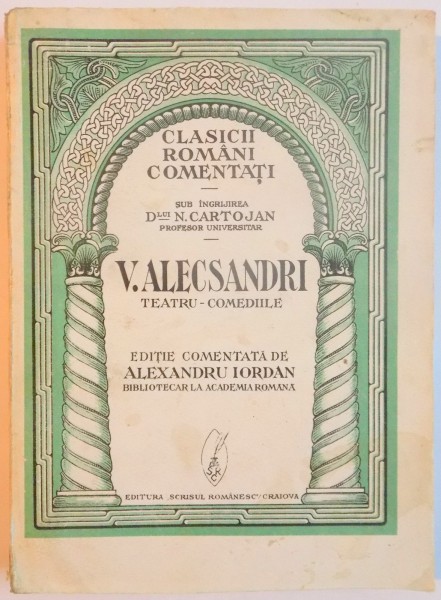 CLASICII
ROMÂNI
COMENTAȚI
SUB ÎNGRIJIREA
DLUI N. CARTOJAN
PROFESOR UNIVERSITAR
V. ALECSANDRI
TEATRU - COMEDIILE
EDIȚIE COMENTATĂ DE
ALEXANDRU IORDAN
BIBLIOTECAR LA ACADEMIA ROMÂNĂ
EDITURA „SCRISUL ROMÂNESC" CRAIOVA